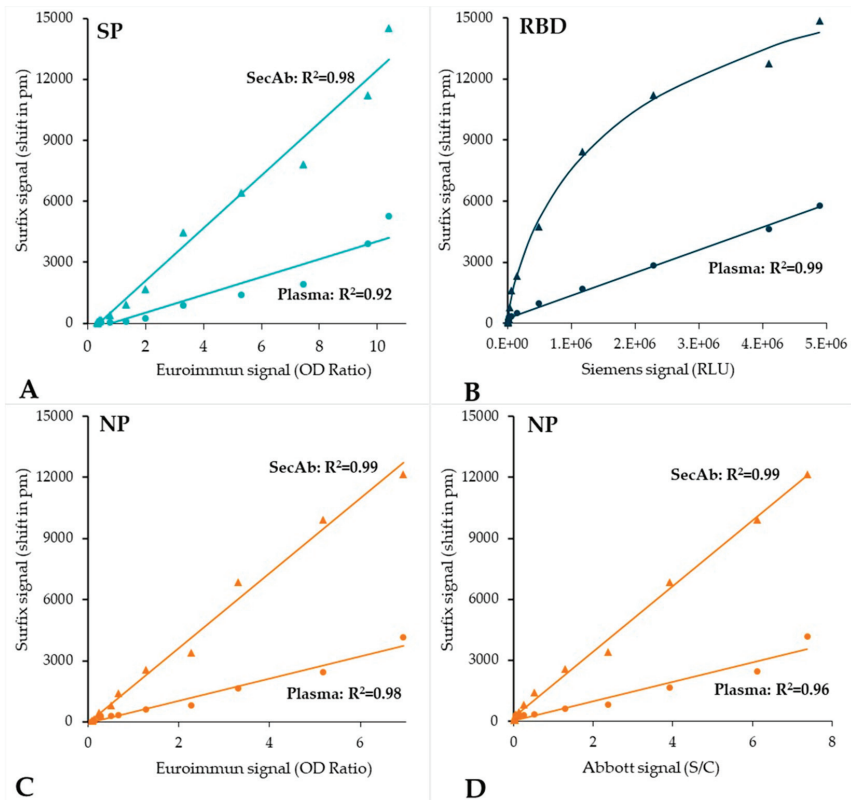 SP
15000
12000
9000
6000
3000
0
Surfix signal (shift in pm)
SecAb: R²=0.98
Plasma: R²=0.92
0 2 4 6 8 10
Euroimmun signal (OD Ratio)
A
RBD
15000
12000
9000
6000
3000
0
Surfix signal (shift in pm)
Plasma: R²=0.99
0.E+00 1.E+06 2.E+06 3.E+06 4.E+06 5.E+06
Siemens signal (RLU)
B
NP
15000
12000
9000
6000
3000
0
Surfix signal (shift in pm)
SecAb: R²=0.99
Plasma: R²=0.98
0 2 4 6
Euroimmun signal (OD Ratio)
C
NP
15000
12000
9000
6000
3000
0
Surfix signal (shift in pm)
SecAb: R²=0.99
Plasma: R²=0.96
0 2 4 6 8
Abbott signal (S/C)
D